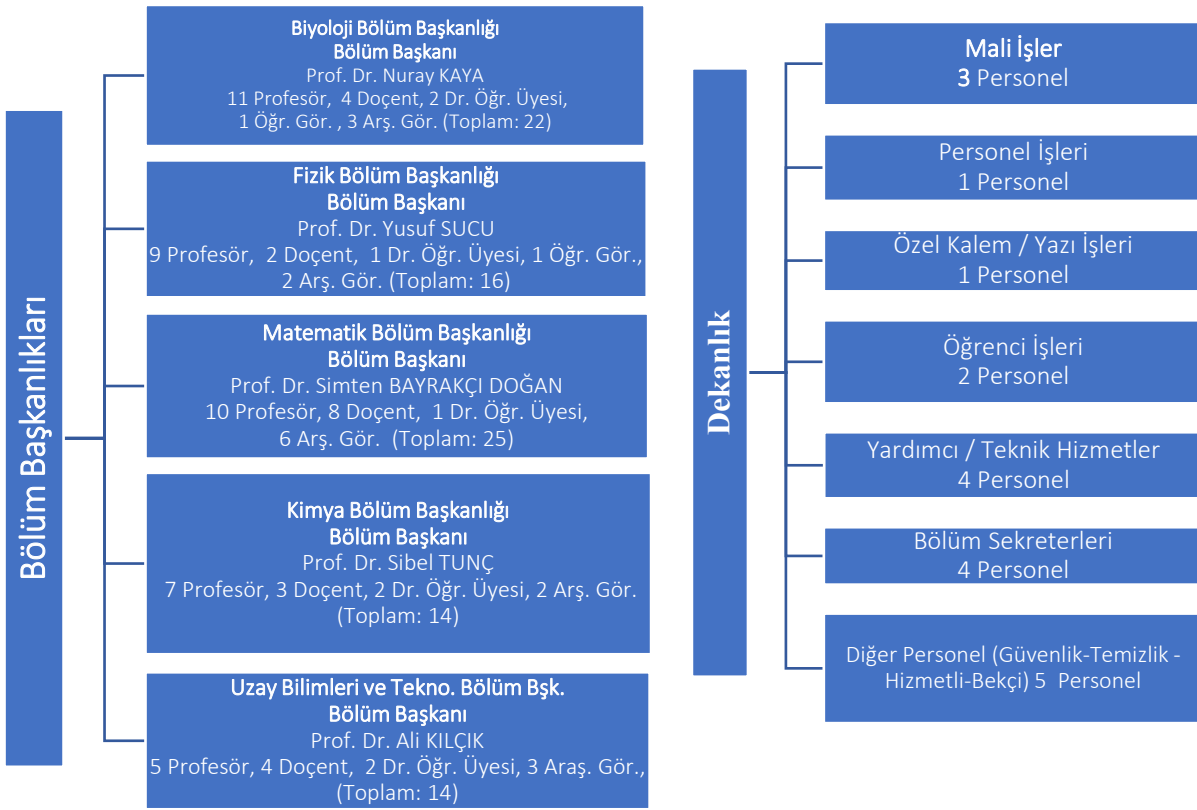 Bölüm Başkanlıkları
Biyoloji Bölüm Başkanlığı
Bölüm Başkanı
Prof. Dr. Nuray KAYA
11 Profesör, 4 Doçent, 2 Dr. Öğr. Üyesi,
1 Öğr. Gör. , 3 Arş. Gör. (Toplam: 22)
Fizik Bölüm Başkanlığı
Bölüm Başkanı
Prof. Dr. Yusuf SUCU
9 Profesör, 2 Doçent, 1 Dr. Öğr. Üyesi, 1 Öğr. Gör.,
2 Arş. Gör. (Toplam: 16)
Matematik Bölüm Başkanlığı
Bölüm Başkanı
Prof. Dr. Simten BAYRAKÇI DOĞAN
10 Profesör, 8 Doçent, 1 Dr. Öğr. Üyesi,
6 Arş. Gör. (Toplam: 25)
Kimya Bölüm Başkanlığı
Bölüm Başkanı
Prof. Dr. Sibel TUNÇ
7 Profesör, 3 Doçent, 2 Dr. Öğr. Üyesi, 2 Arş. Gör.
(Toplam: 14)
Uzay Bilimleri ve Tekno. Bölüm Bşk.
Bölüm Başkanı
Prof. Dr. Ali KILÇIK
5 Profesör, 4 Doçent, 2 Dr. Öğr. Üyesi, 3 Araş. Gör.,
(Toplam: 14)
Dekanlık
Mali İşler
3 Personel
Personel İşleri
1 Personel
Özel Kalem / Yazı İşleri
1 Personel
Öğrenci İşleri
2 Personel
Yardımcı / Teknik Hizmetler
4 Personel
Bölüm Sekreterleri
4 Personel
Diğer Personel (Güvenlik-Temizlik -
Hizmetli-Bekçi) 5 Personel